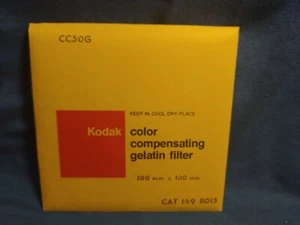 CC50G
KEEP IN COOL DRY PLACE
Kodak
color
compensating
gelatin filter
100 mm x 100 mm
CAT 149 8013